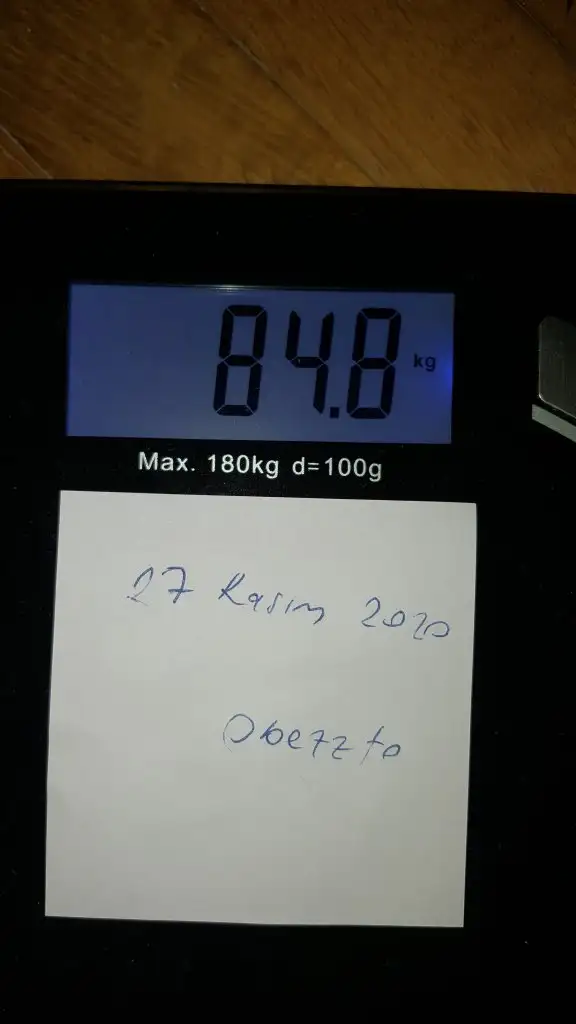 84.8 kg
Max. 180kg d=100g
27 Kasım 2020
Obezzto